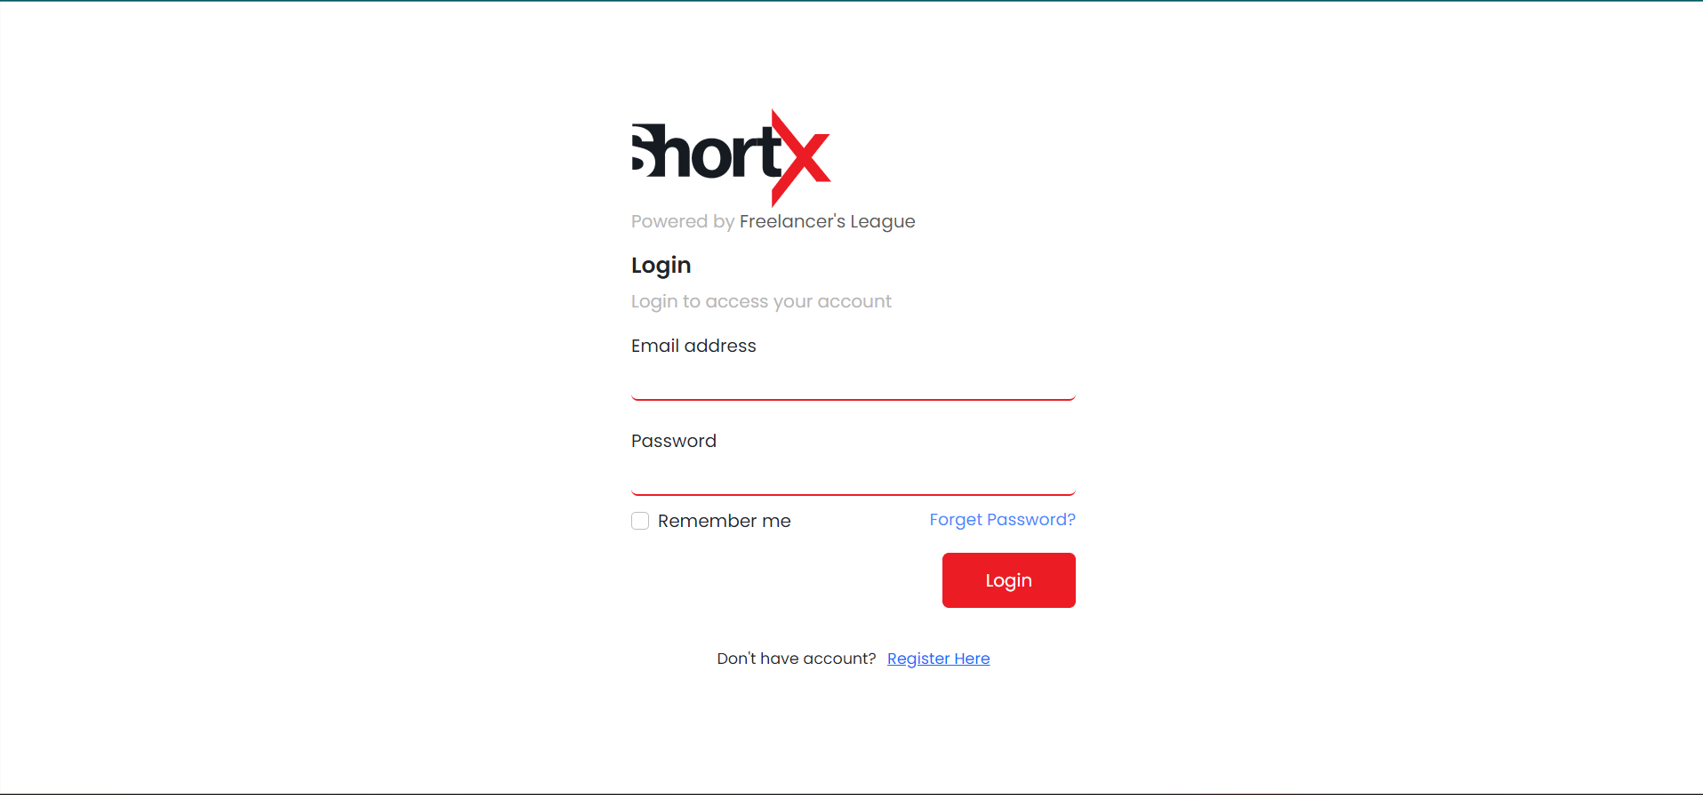 ShortX
Powered by Freelancer's League
Login
Login to access your account
Email address
Password
Remember me
Forget Password?
Login
Don't have account? Register Here